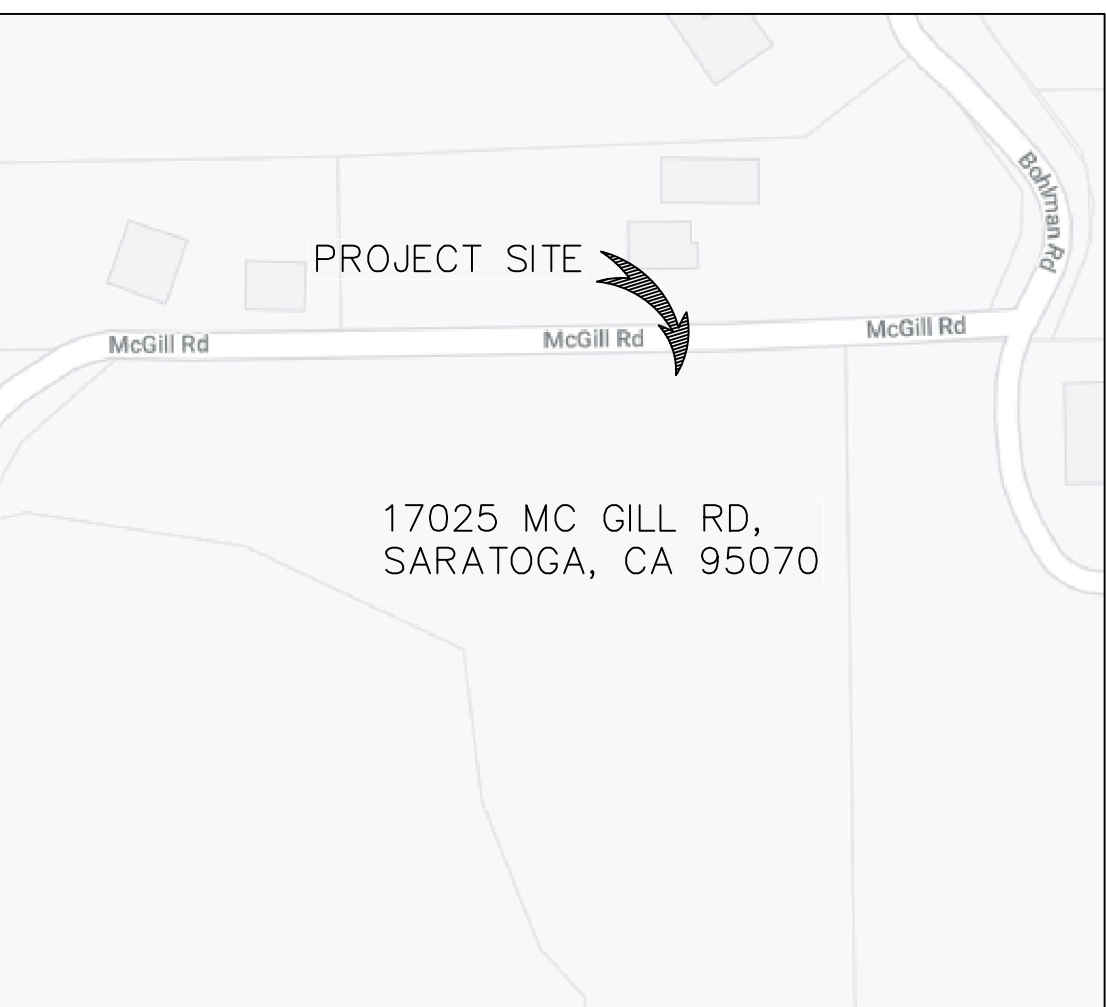 Bohlman Rd
PROJECT SITE
McGill Rd
McGill Rd
McGill Rd
17025 MC GILL RD,
SARATOGA, CA 95070